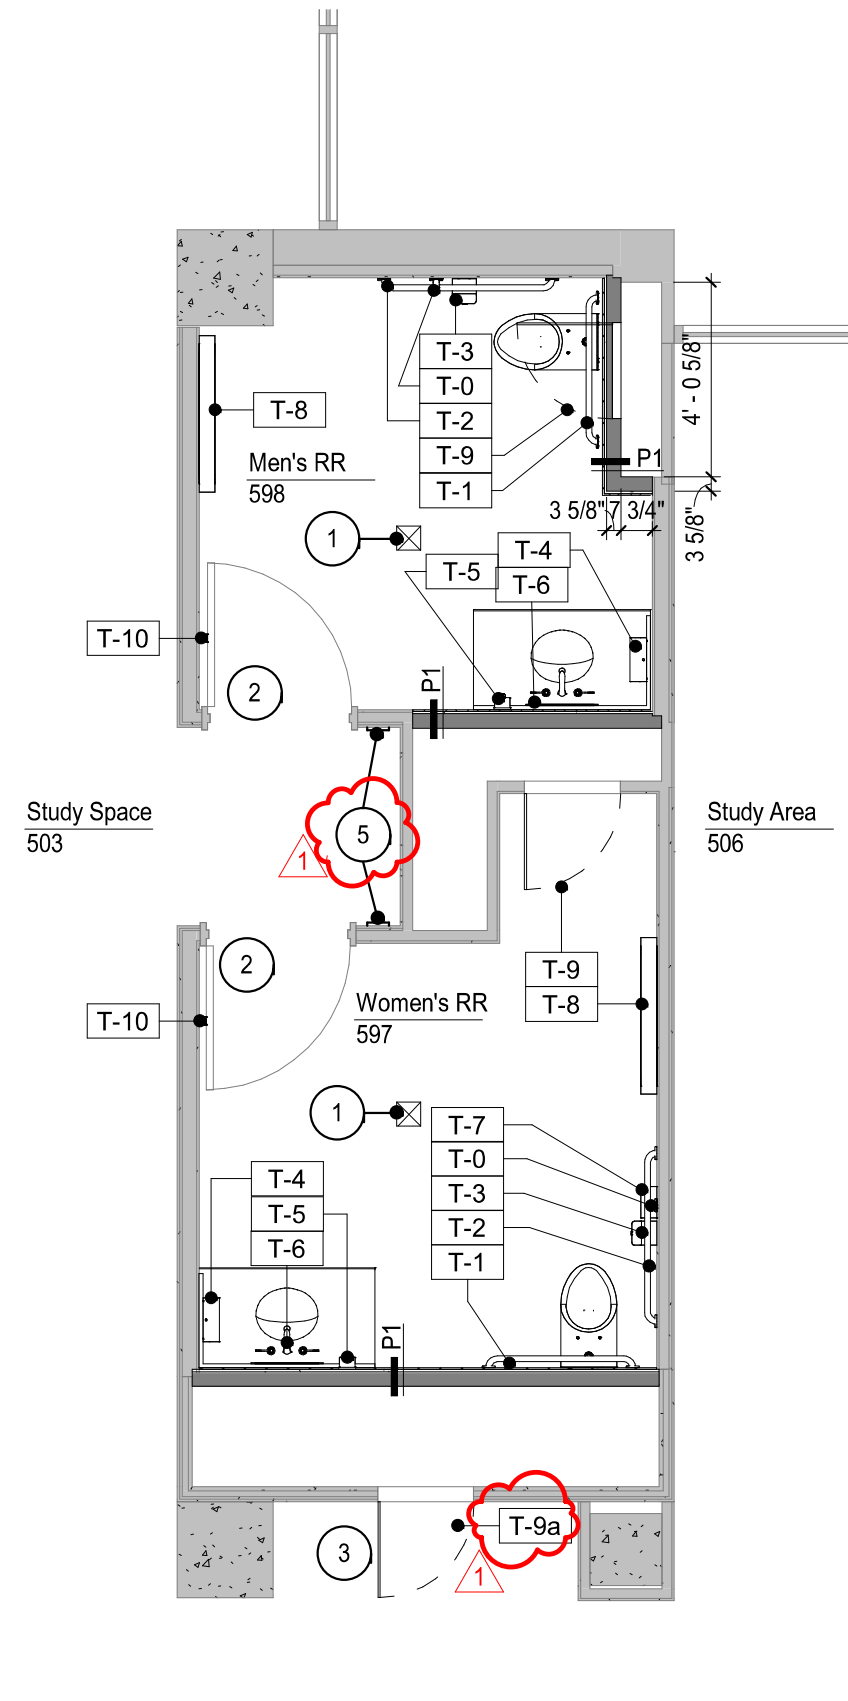 T-3
T-0
T-2
T-9
T-1
T-8
Men's RR
598
P1
4' - 0 5/8"
3 5/8"
7 3/4"
3 5/8"
1
T-4
T-5
T-6
T-10
2
P1
Study Space
503
5
1
Study Area
506
2
T-9
T-8
Women's RR
597
T-10
1
T-7
T-0
T-3
T-2
T-1
T-4
T-5
T-6
P1
T-9a
3
1